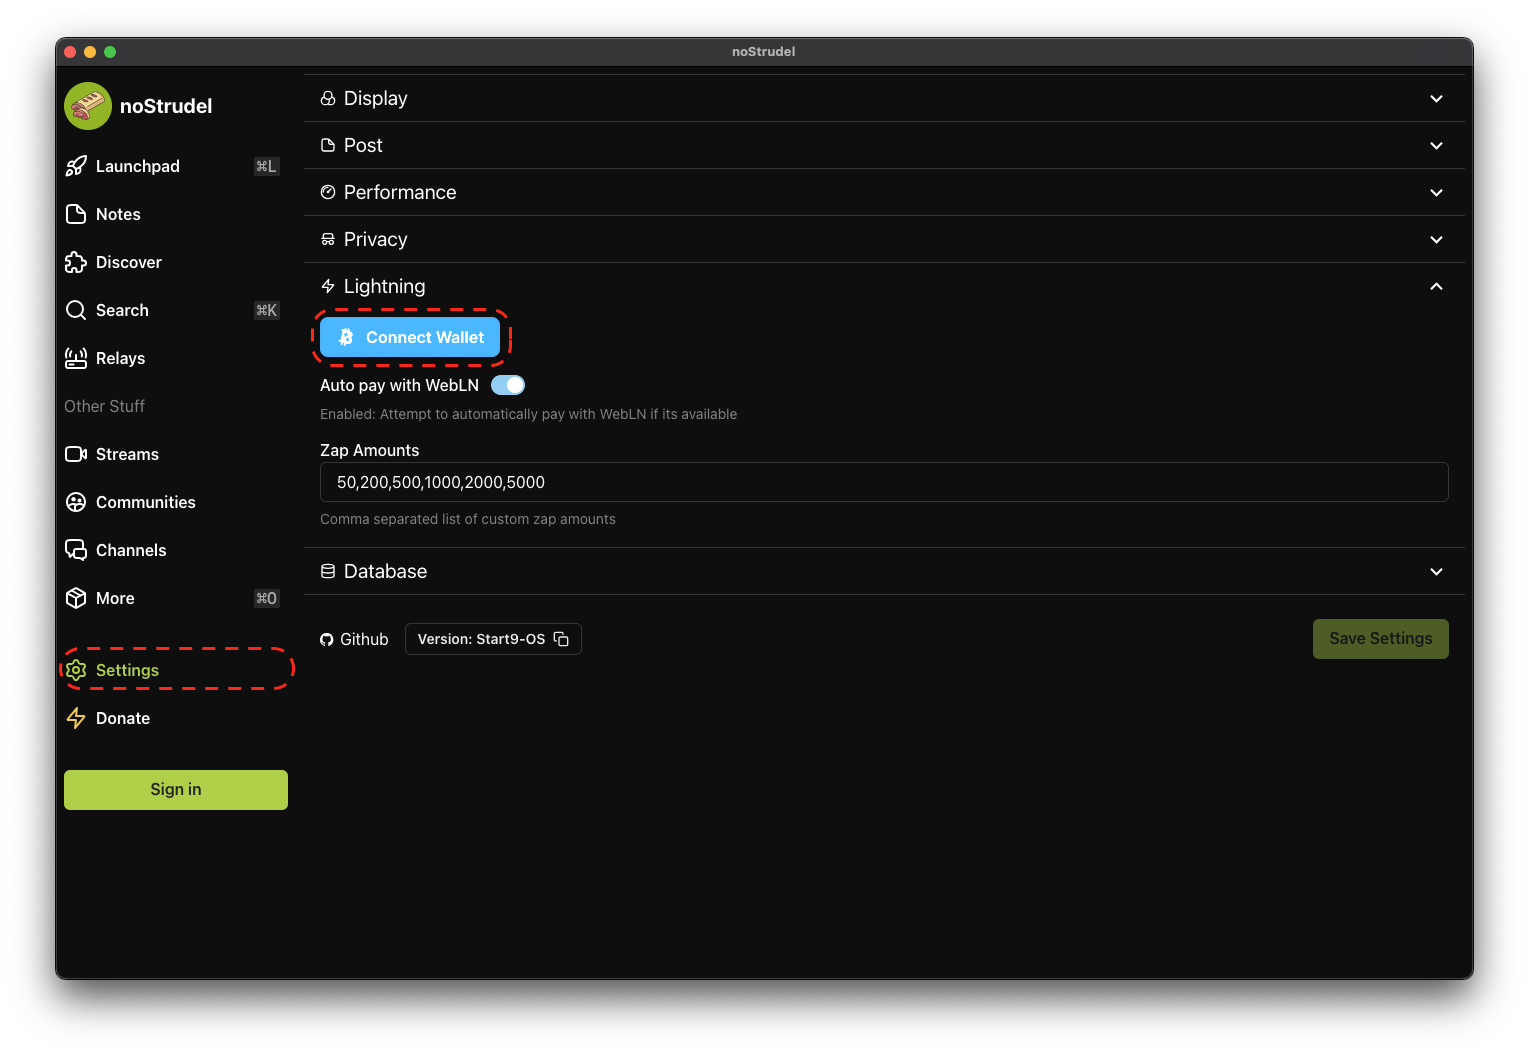 noStrudel
noStrudel
Launchpad ⌘L
Notes
Discover
Search ⌘K
Relays
Other Stuff
Streams
Communities
Channels
More ⌘O
Settings
Donate
Sign in
Display
Post
Performance
Privacy
Lightning
Connect Wallet
Auto pay with WebLN
Enabled: Attempt to automatically pay with WebLN if its available
Zap Amounts
50,200,500,1000,2000,5000
Comma separated list of custom zap amounts
Database
Github Version: Start9-OS Save Settings